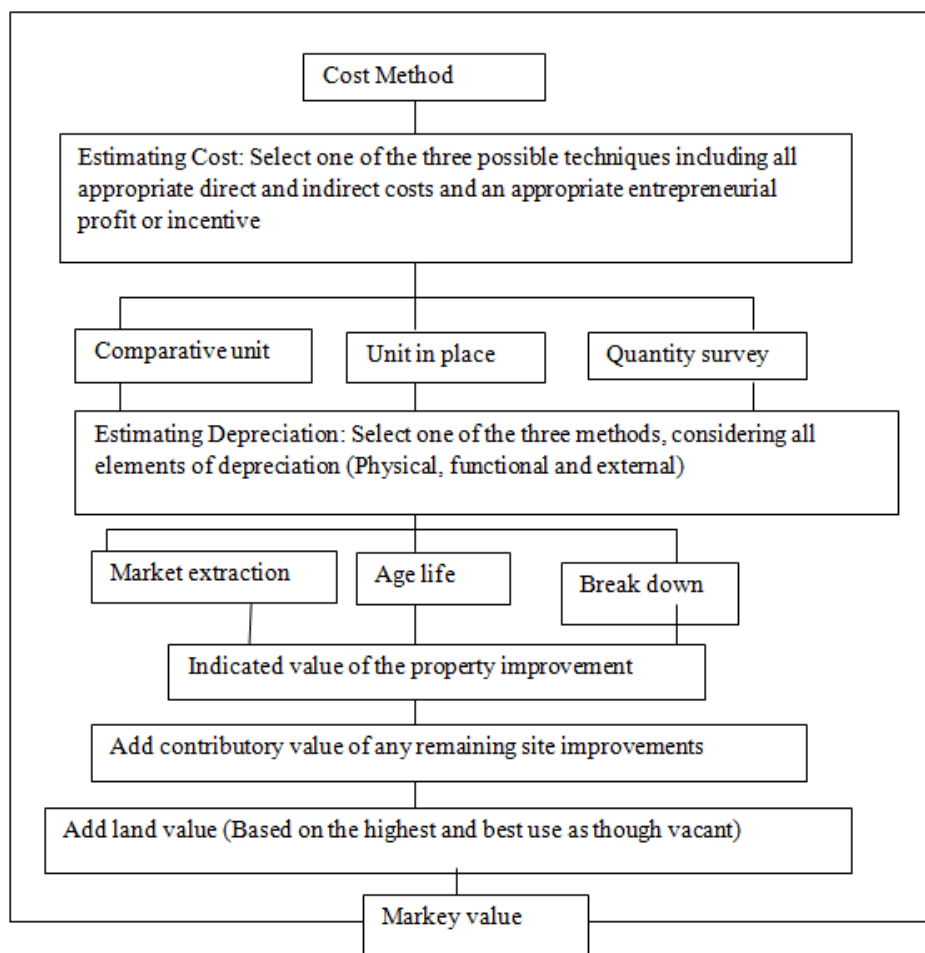 Cost Method
Estimating Cost: Select one of the three possible techniques including all
appropriate direct and indirect costs and an appropriate entrepreneurial
profit or incentive
Comparative unit
Unit in place
Quantity survey
Estimating Depreciation: Select one of the three methods, considering all
elements of depreciation (Physical, functional and external)
Market extraction
Age life
Break down
Indicated value of the property improvement
Add contributory value of any remaining site improvements
Add land value (Based on the highest and best use as though vacant)
Markey value